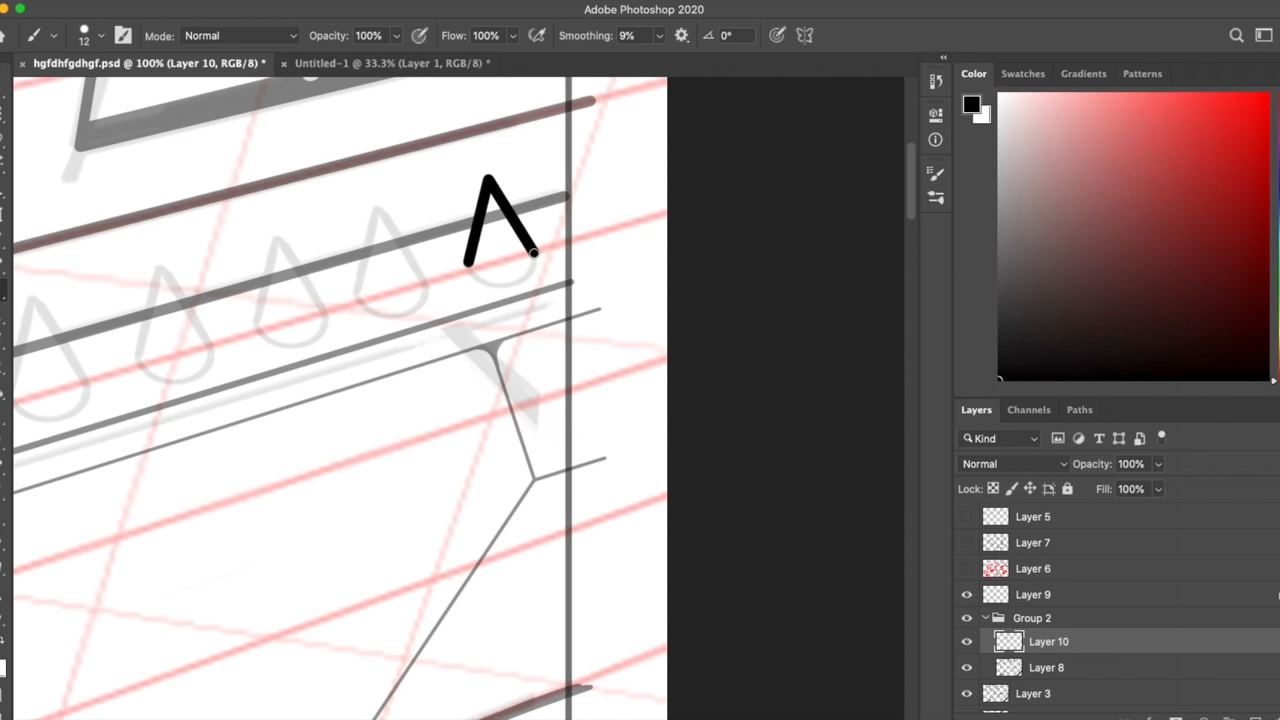 Adobe Photoshop 2020
12 Mode: Normal Opacity: 100% Flow: 100% Smoothing: 9% 0°
× hgfdhfgdhgf.psd @ 100% (Layer 10, RGB/8) * × Untitled-1 @ 33.3% (Layer 1, RGB/8) *
Color Swatches Gradients Patterns
Layers Channels Paths
Kind
Normal Opacity: 100%
Lock: Fill: 100%
Layer 5
Layer 7
Layer 6
Layer 9
Group 2
Layer 10
Layer 8
Layer 3